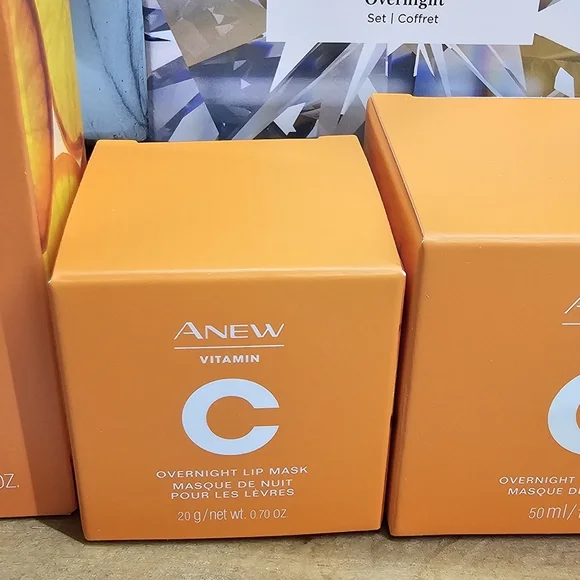 Overnight
Set | Coffret
ANEW
VITAMIN
C
OVERNIGHT LIP MASK
MASQUE DE NUIT
POUR LES LÈVRES
20 g/net wt. 0.70 OZ.
OZ.
OVERNIGHT
MASQUE
50 ml/